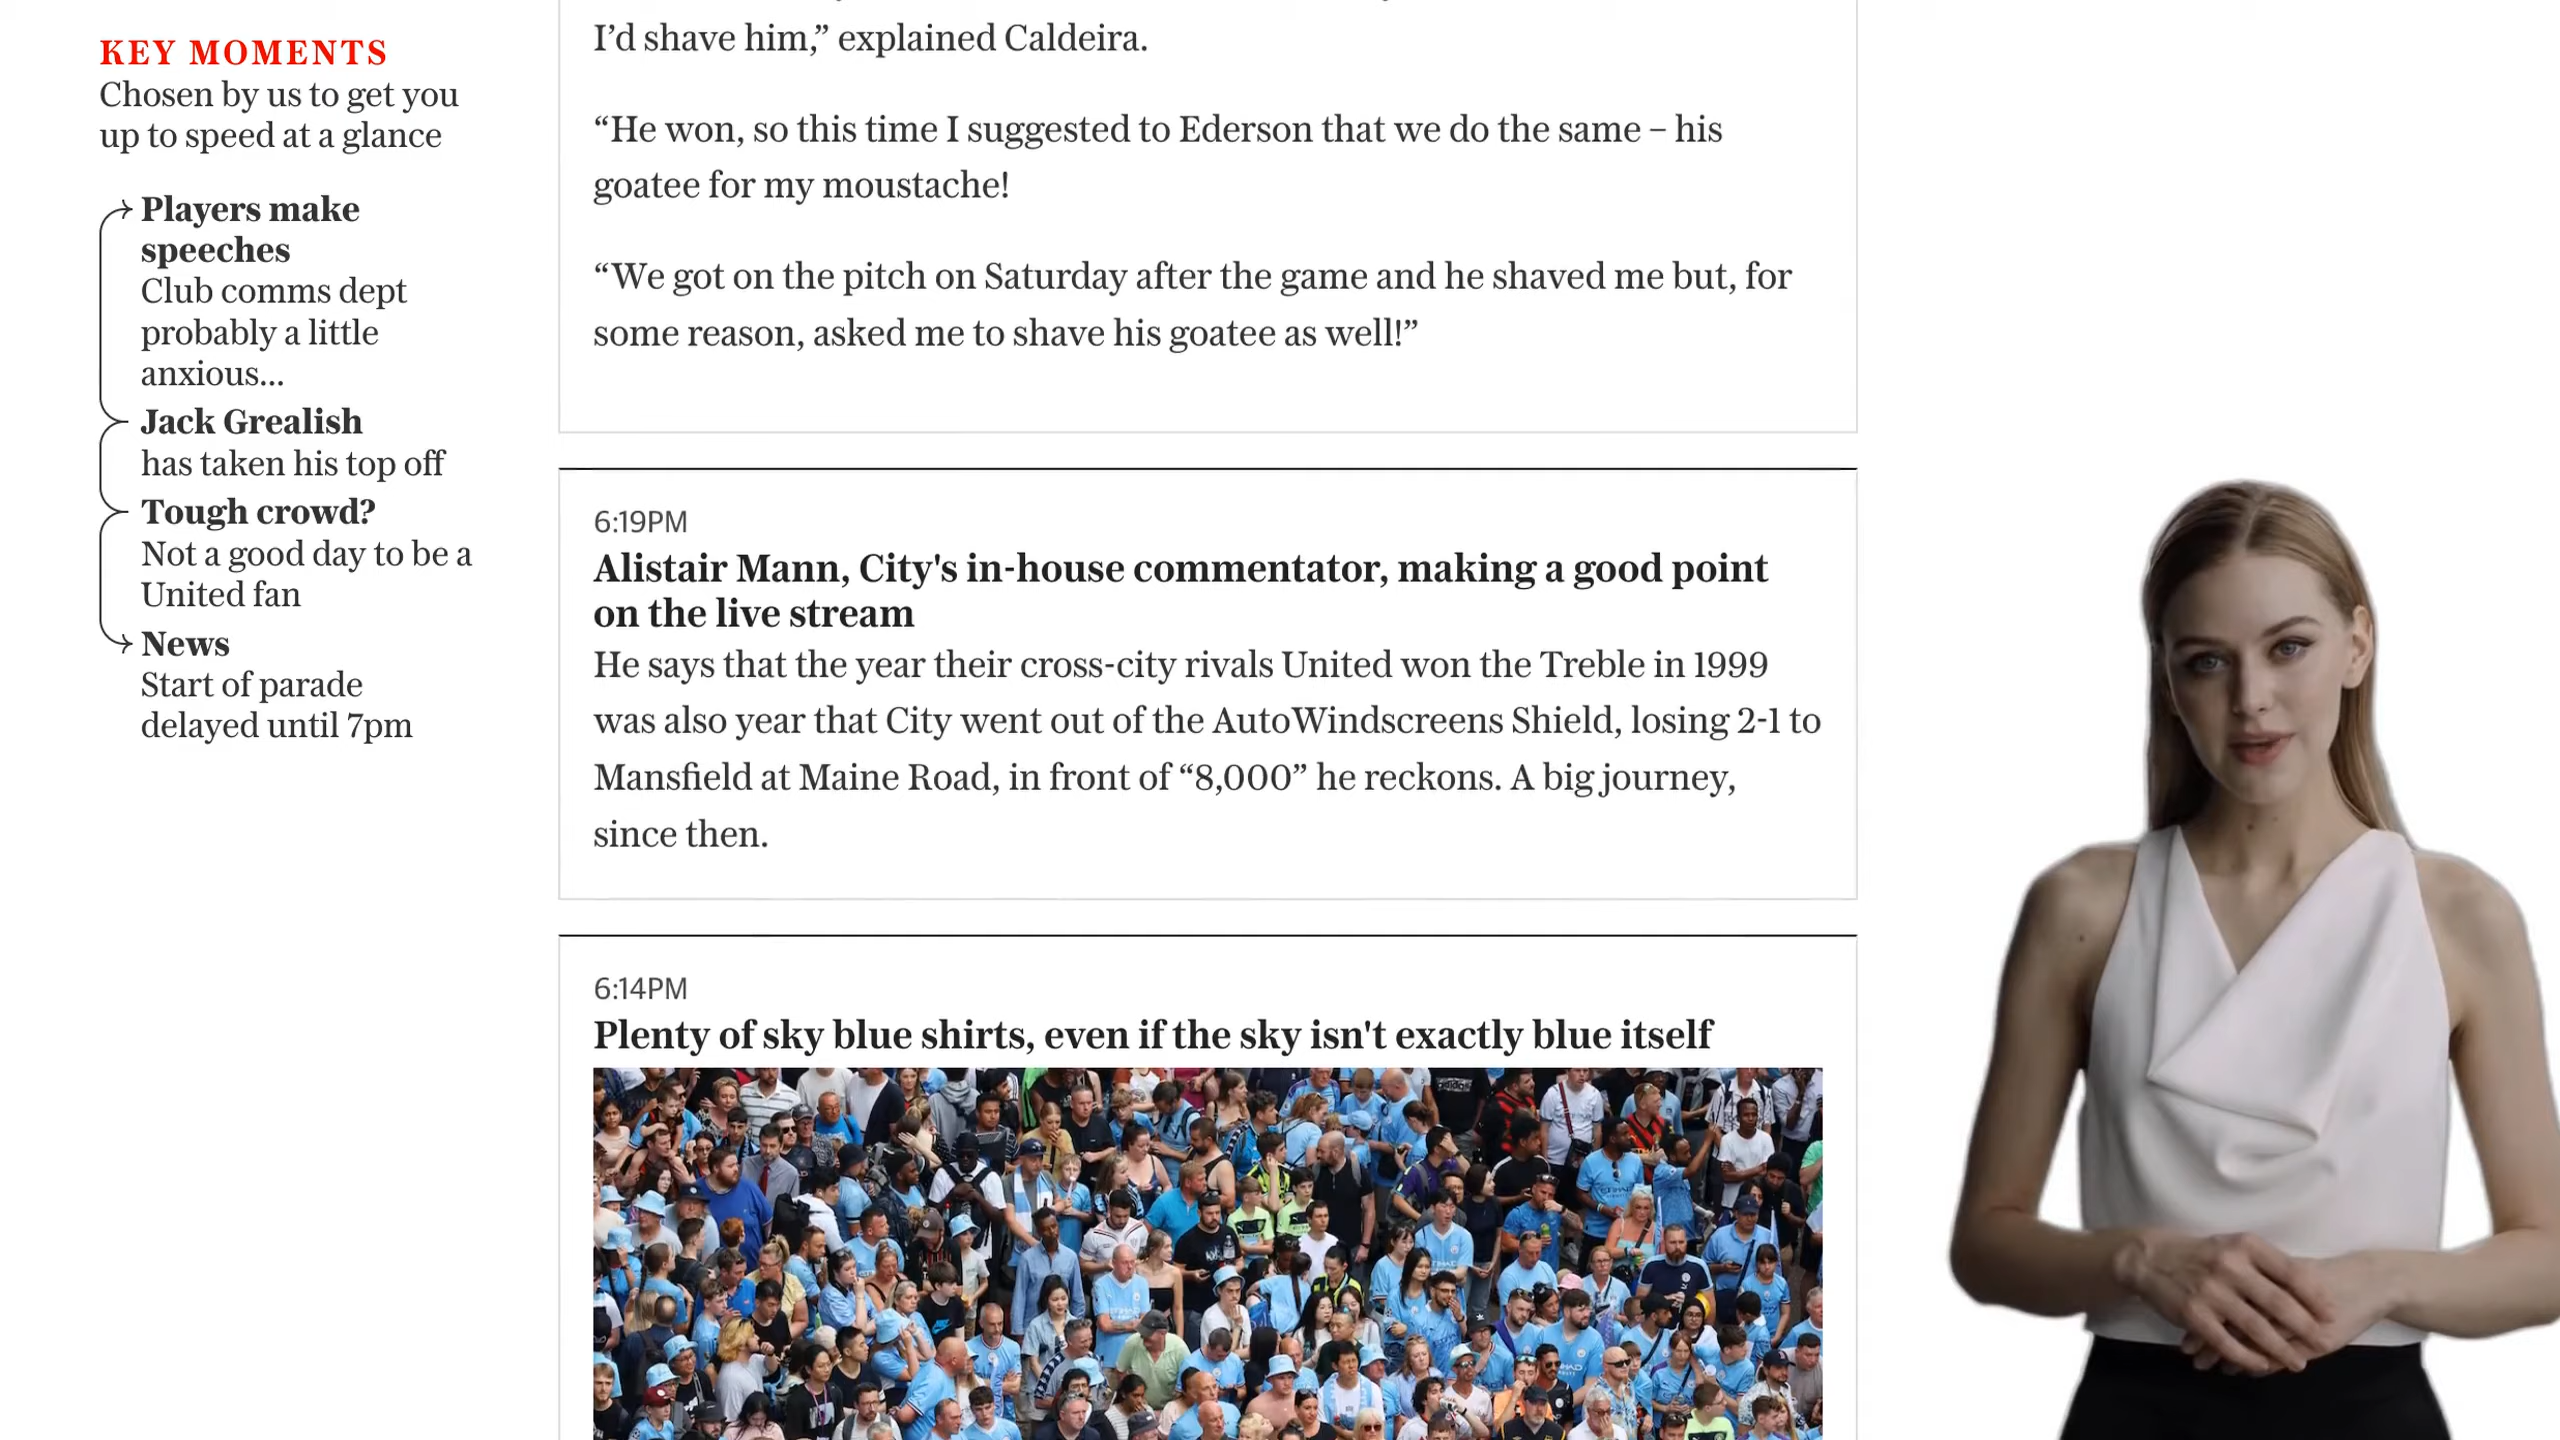 KEY MOMENTS
Chosen by us to get you
up to speed at a glance
Players make
speeches
Club comms dept
probably a little
anxious...
Jack Grealish
has taken his top off
Tough crowd?
Not a good day to be a
United fan
News
Start of parade
delayed until 7pm
I’d shave him,” explained Caldeira.
“He won, so this time I suggested to Ederson that we do the same – his
goatee for my moustache!
“We got on the pitch on Saturday after the game and he shaved me but, for
some reason, asked me to shave his goatee as well!”
6:19PM
Alistair Mann, City's in-house commentator, making a good point
on the live stream
He says that the year their cross-city rivals United won the Treble in 1999
was also year that City went out of the AutoWindscreens Shield, losing 2-1 to
Mansfield at Maine Road, in front of “8,000” he reckons. A big journey,
since then.
6:14PM
Plenty of sky blue shirts, even if the sky isn't exactly blue itself